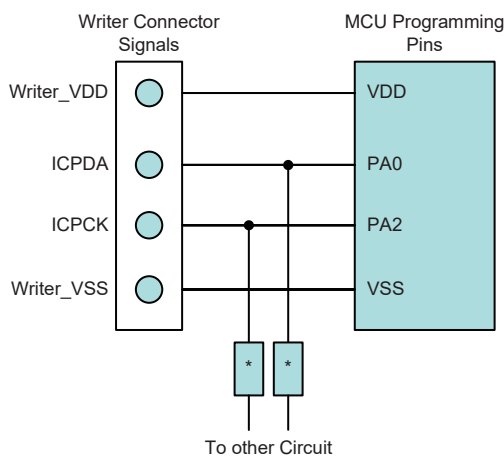 Writer Connector
Signals
MCU Programming
Pins
Writer_VDD
VDD
ICPDA
PA0
ICPCK
PA2
Writer_VSS
VSS
*
*
To other Circuit